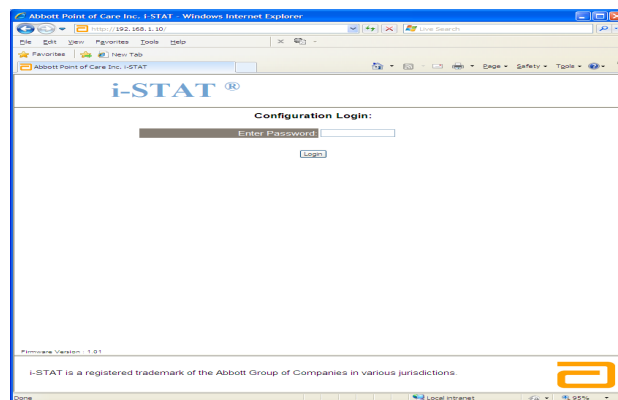 Abbott Point of Care Inc. i-STAT - Windows Internet Explorer
http://192.168.1.10/
Live Search
File Edit View Favorites Tools Help
Favorites New Tab
Abbott Point of Care Inc. i-STAT
Page Safety Tools
i-STAT ®
Configuration Login:
Enter Password:
Login
Firmware Version : 1.01
i-STAT is a registered trademark of the Abbott Group of Companies in various jurisdictions.
Done Local intranet 95%